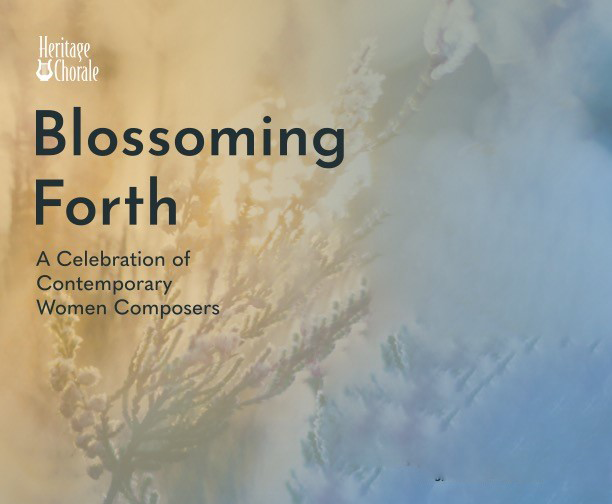 Heritage
Chorale
Blossoming
Forth
A Celebration of
Contemporary
Women Composers